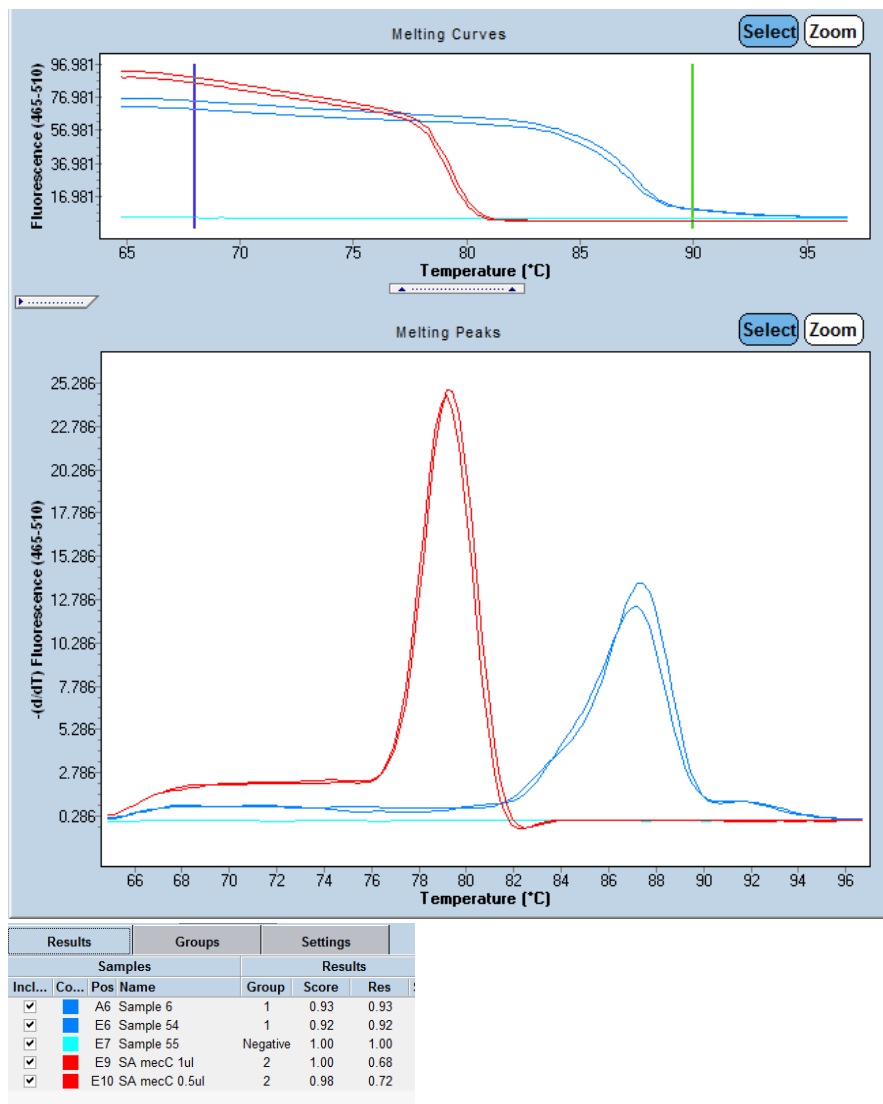 Melting Curves
Select Zoom
Fluorescence (465-510)
96.981
76.981
56.981
36.981
16.981
65 70 75 80 85 90 95
Temperature (°C)
Melting Peaks
Select Zoom
-(d/dT) Fluorescence (465-510)
25.286
22.786
20.286
17.786
15.286
12.786
10.286
7.786
5.286
2.786
0.286
66 68 70 72 74 76 78 80 82 84 86 88 90 92 94 96
Temperature (°C)
Results Groups Settings
Samples Results
Incl... Co... Pos Name Group Score Res
A6 Sample 6 1 0.93 0.93
E6 Sample 54 1 0.92 0.92
E7 Sample 55 Negative 1.00 1.00
E9 SA mecC 1ul 2 1.00 0.68
E10 SA mecC 0.5ul 2 0.98 0.72